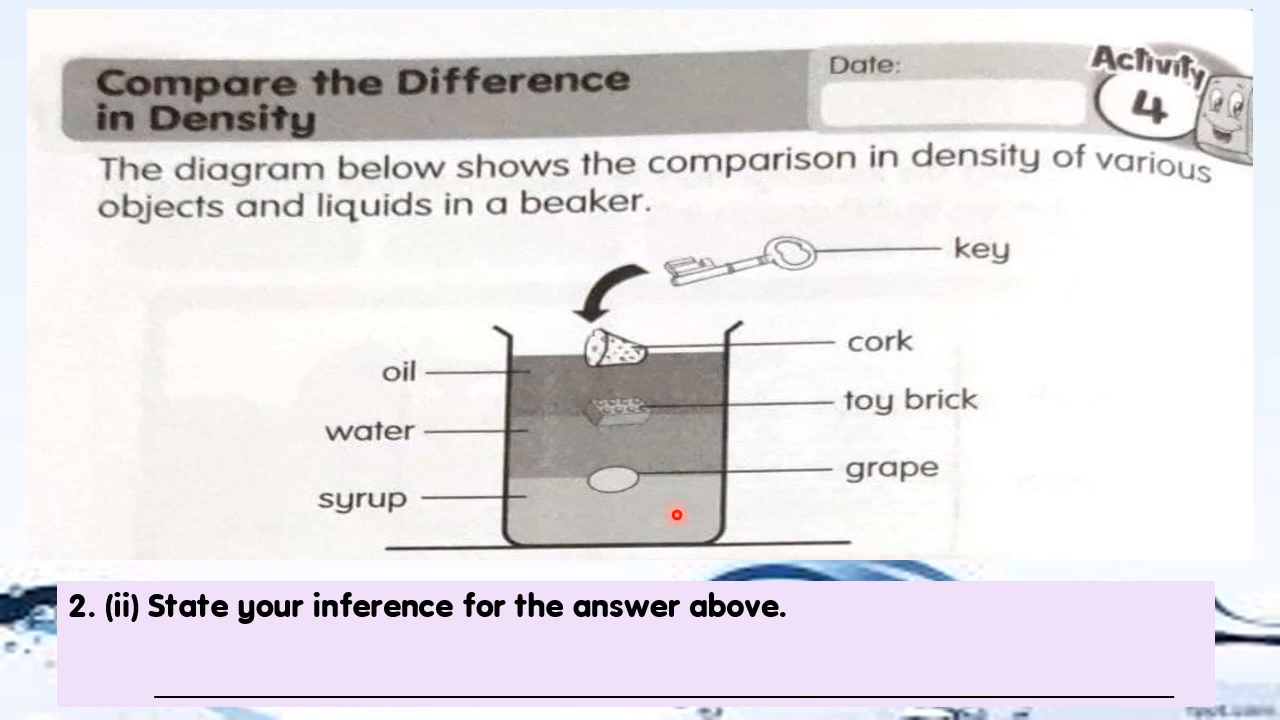 Compare the Difference
in Density
Date:
Activity
4
The diagram below shows the comparison in density of various
objects and liquids in a beaker.
key
cork
oil
toy brick
water
grape
syrup
2. (ii) State your inference for the answer above.